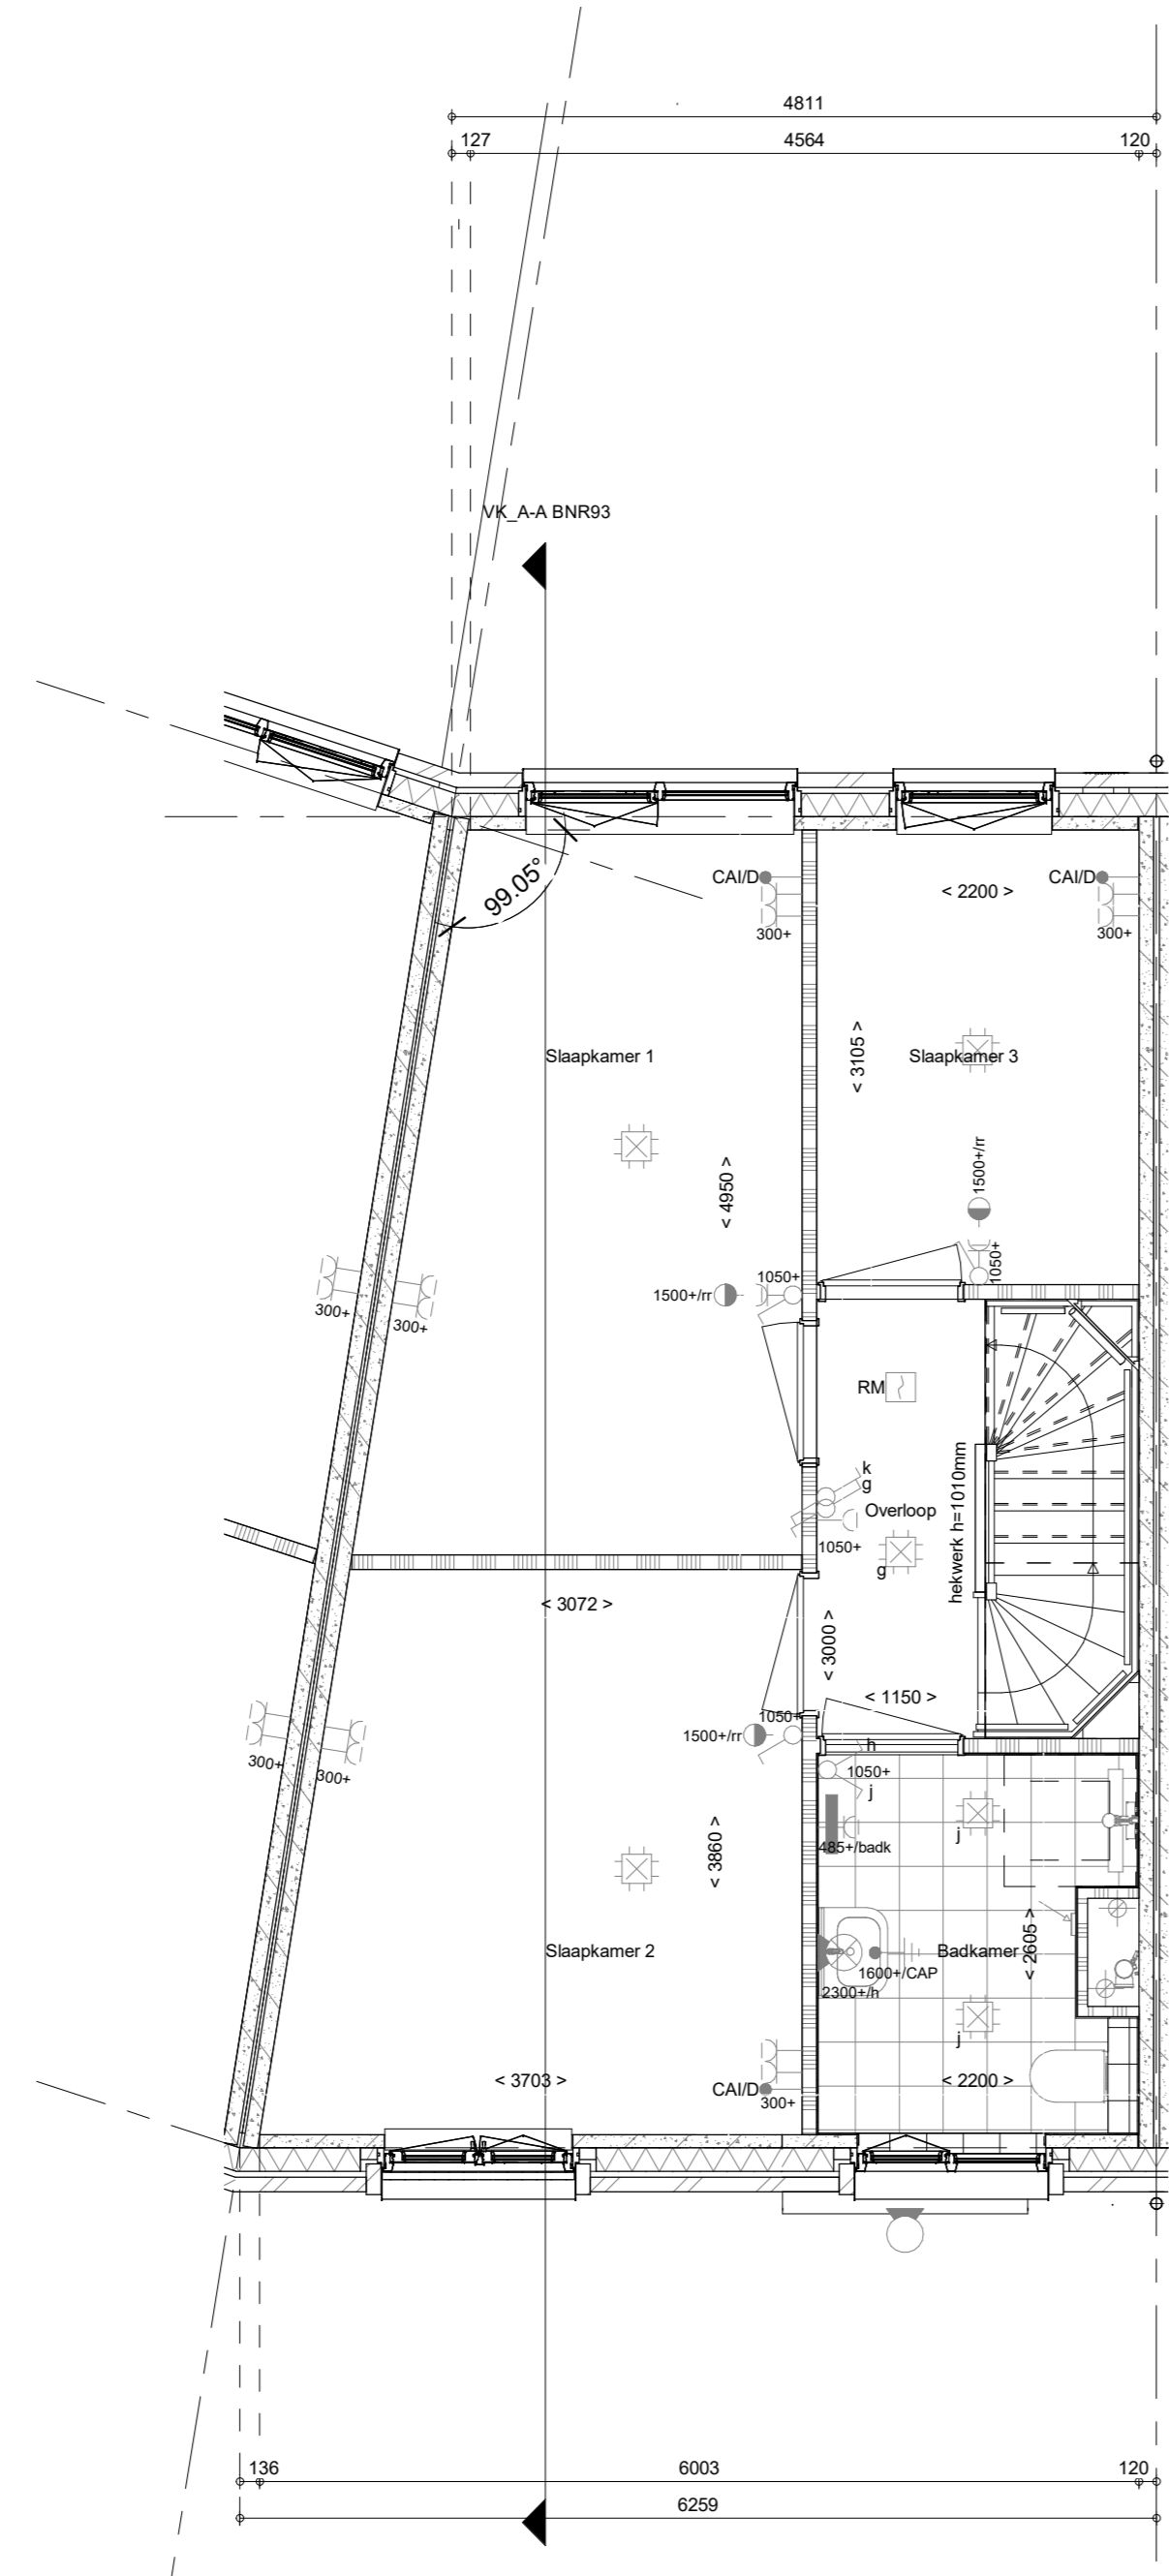 4811
127 4564 120
VK_A-A BNR93
99.05°
CAI/D
300+
< 2200 >
CAI/D
300+
Slaapkamer 1
< 3105 >
Slaapkamer 3
< 4950 >
1500+/rr
1050+
300+
300+
1500+/rr
1050+
RM
k
g
Overloop
1050+
g
hekwerk h=1010mm
< 3072 >
< 3000 >
< 1150 >
300+
300+
1500+/rr
1050+
h
1050+
j
485+/badk
j
< 3860 >
Slaapkamer 2
Badkamer
< 2605 >
1600+/CAP
2300+/h
j
< 3703 >
CAI/D
300+
< 2200 >
136 6003 120
6259